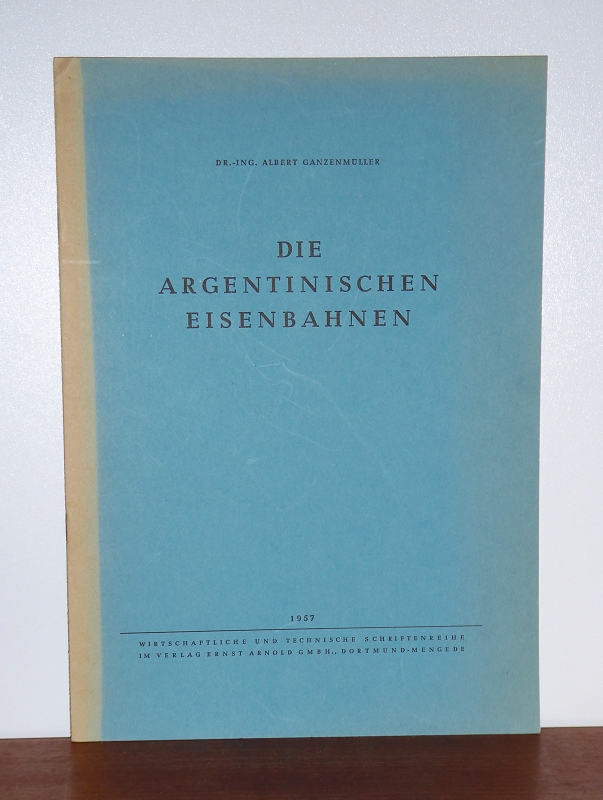 DR.-ING. ALBERT GANZENMÜLLER
DIE
ARGENTINISCHEN
EISENBAHNEN
1957
WIRTSCHAFTLICHE UND TECHNISCHE SCHRIFTENREIHE
IM VERLAG ERNST ARNOLD GMBH., DORTMUND-MENGEDE